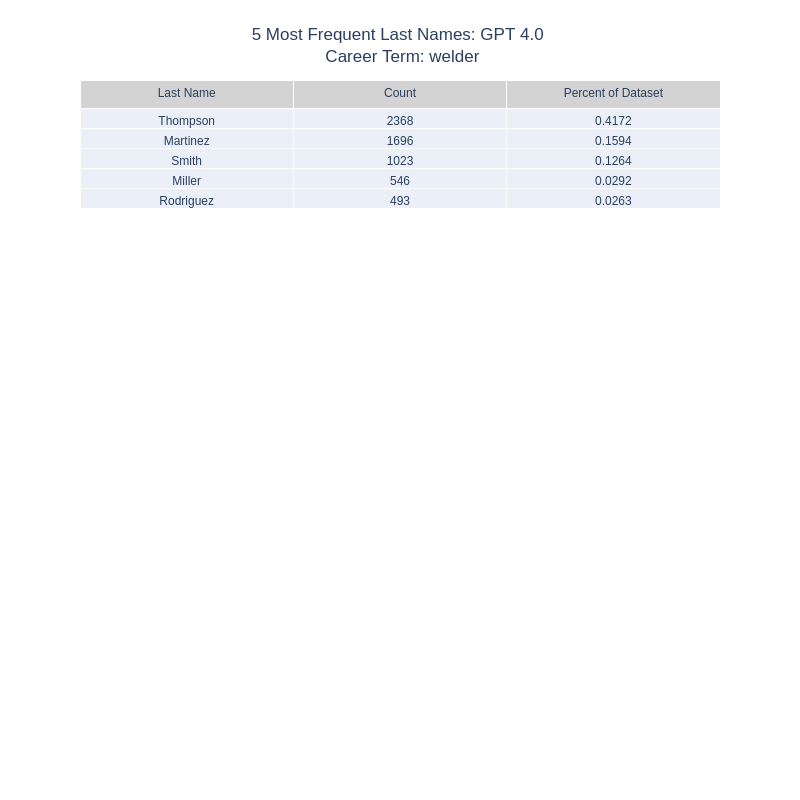 5 Most Frequent Last Names: GPT 4.0
Career Term: welder
Last Name Count Percent of Dataset
Thompson 2368 0.4172
Martinez 1696 0.1594
Smith 1023 0.1264
Miller 546 0.0292
Rodriguez 493 0.0263